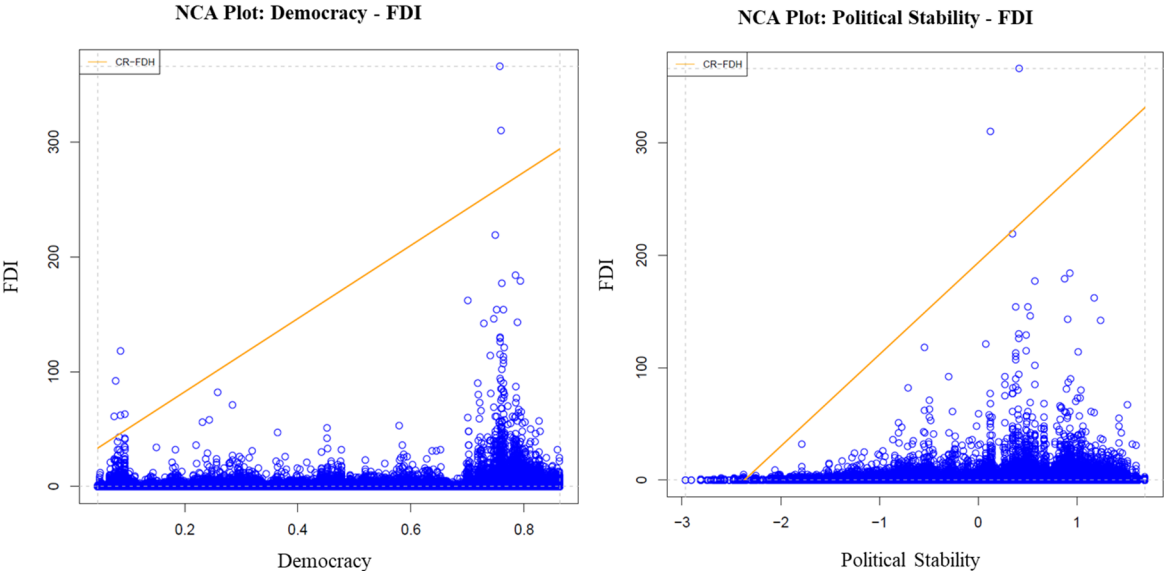 NCA Plot: Democracy - FDI
CR−FDH
300
200
100
0
FDI
0.2 0.4 0.6 0.8
Democracy
NCA Plot: Political Stability - FDI
CR−FDH
300
200
100
0
FDI
−3 −2 −1 0 1
Political Stability